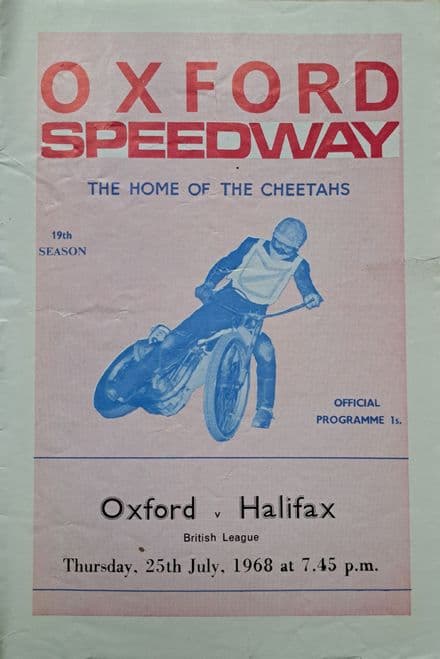 OXFORD
SPEEDWAY
THE HOME OF THE CHEETAHS
19th
SEASON
OFFICIAL
PROGRAMME 1s.
Oxford v Halifax
British League
Thursday, 25th July, 1968 at 7.45 p.m.